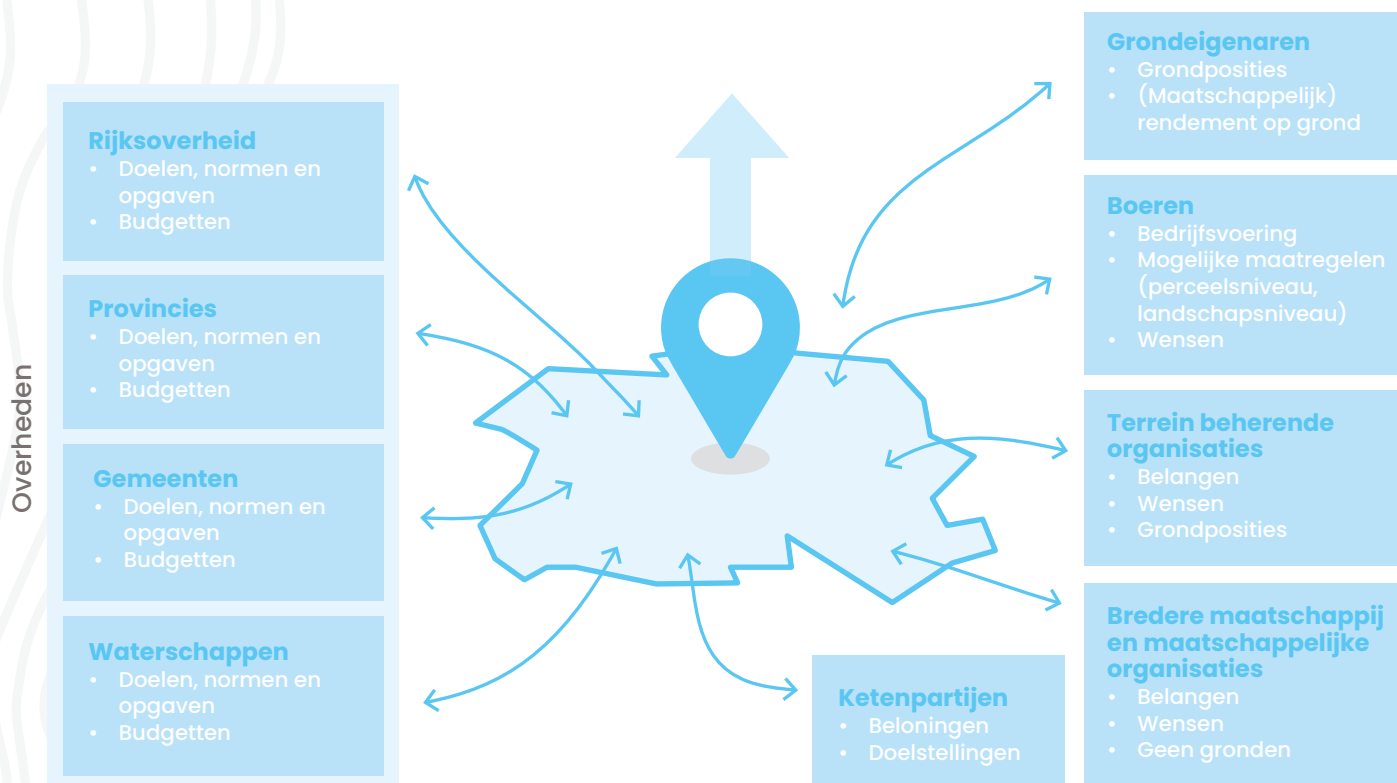 Overheden
Rijksoverheid
• Doelen, normen en
opgaven
• Budgetten
Provincies
• Doelen, normen en
opgaven
• Budgetten
Gemeenten
• Doelen, normen en
opgaven
• Budgetten
Waterschappen
• Doelen, normen en
opgaven
• Budgetten
Ketenpartijen
• Beloningen
• Doelstellingen
Grondeigenaren
• Grondposities
• (Maatschappelijk)
rendement op grond
Boeren
• Bedrijfsvoering
• Mogelijke maatregelen
(perceelsniveau,
landschapsniveau)
• Wensen
Terrein beherende
organisaties
• Belangen
• Wensen
• Grondposities
Bredere maatschappij
en maatschappelijke
organisaties
• Belangen
• Wensen
• Geen gronden